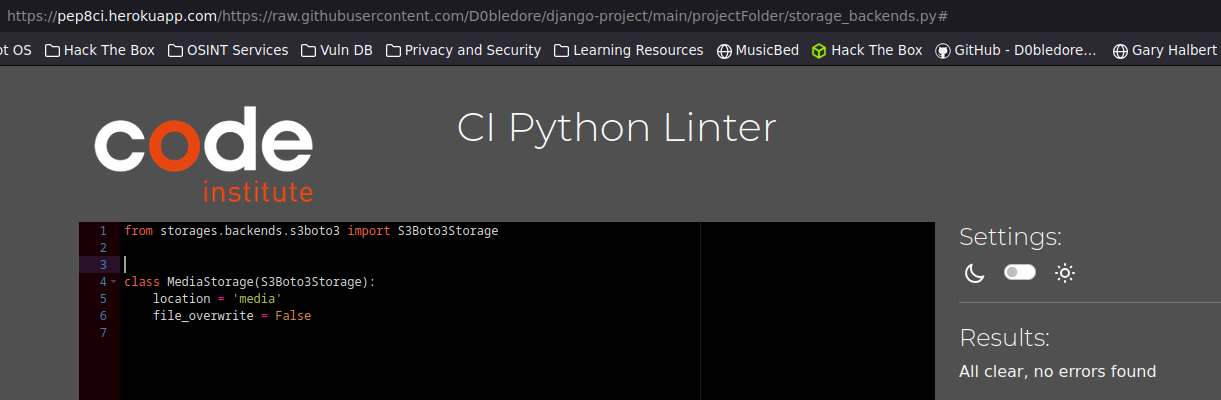 https://pep8ci.herokuapp.com/https://raw.githubusercontent.com/D0bledore/django-project/main/projectFolder/storage_backends.py#
ot OS Hack The Box OSINT Services Vuln DB Privacy and Security Learning Resources MusicBed Hack The Box GitHub - D0bledore... Gary Halbert
code
institute
CI Python Linter
1 from storages.backends.s3boto3 import S3Boto3Storage
2
3
4 class MediaStorage(S3Boto3Storage):
5     location = 'media'
6     file_overwrite = False
7
Settings:
Results:
All clear, no errors found